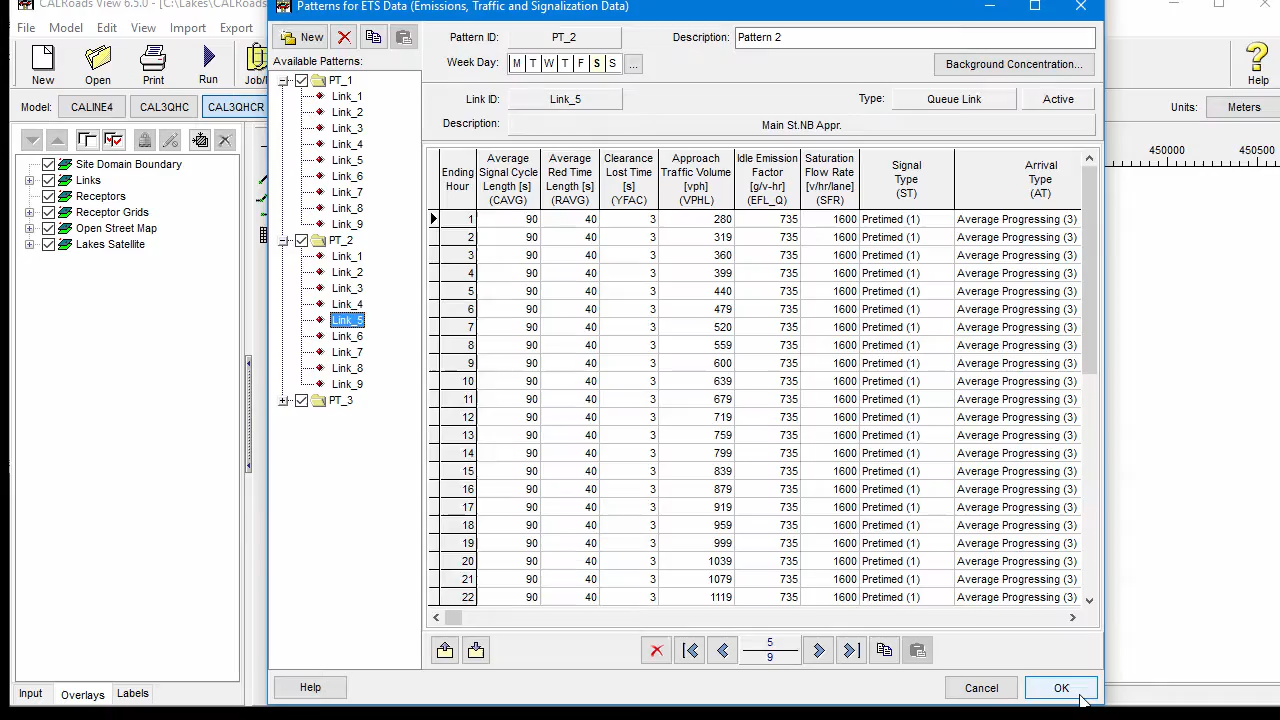 CALRoads View 6.5.0 - [C:\Lakes\CALRoads
File Model Edit View Import Export
New Open Print Run Job/
Model: CALINE4 CAL3QHC CAL3QHCR
Site Domain Boundary
Links
Receptors
Receptor Grids
Open Street Map
Lakes Satellite
Input Overlays Labels
Patterns for ETS Data (Emissions, Traffic and Signalization Data)
New
Available Patterns:
PT_1
Link_1
Link_2
Link_3
Link_4
Link_5
Link_6
Link_7
Link_8
Link_9
PT_2
Link_1
Link_2
Link_3
Link_4
Link_5
Link_6
Link_7
Link_8
Link_9
PT_3
Pattern ID: PT_2 Description: Pattern 2
Week Day: M T W T F S S ... Background Concentration...
Link ID: Link_5 Type: Queue Link Active
Description: Main St.NB Appr.
Average Average Clearance Approach Idle Emission Saturation
Ending Signal Cycle Red Time Lost Time Traffic Volume Factor Flow Rate Signal Type Arrival Type
Hour Length [s] Length [s] [s] [vph] [g/v-hr] [v/hr/lane]
(CAVG) (RAVG) (YFAC) (VPHL) (EFL_Q) (SFR) (ST) (AT)
1 90 40 3 280 735 1600 Pretimed (1) Average Progressing (3)
2 90 40 3 319 735 1600 Pretimed (1) Average Progressing (3)
3 90 40 3 360 735 1600 Pretimed (1) Average Progressing (3)
4 90 40 3 399 735 1600 Pretimed (1) Average Progressing (3)
5 90 40 3 440 735 1600 Pretimed (1) Average Progressing (3)
6 90 40 3 479 735 1600 Pretimed (1) Average Progressing (3)
7 90 40 3 520 735 1600 Pretimed (1) Average Progressing (3)
8 90 40 3 559 735 1600 Pretimed (1) Average Progressing (3)
9 90 40 3 600 735 1600 Pretimed (1) Average Progressing (3)
10 90 40 3 639 735 1600 Pretimed (1) Average Progressing (3)
11 90 40 3 679 735 1600 Pretimed (1) Average Progressing (3)
12 90 40 3 719 735 1600 Pretimed (1) Average Progressing (3)
13 90 40 3 759 735 1600 Pretimed (1) Average Progressing (3)
14 90 40 3 799 735 1600 Pretimed (1) Average Progressing (3)
15 90 40 3 839 735 1600 Pretimed (1) Average Progressing (3)
16 90 40 3 879 735 1600 Pretimed (1) Average Progressing (3)
17 90 40 3 919 735 1600 Pretimed (1) Average Progressing (3)
18 90 40 3 959 735 1600 Pretimed (1) Average Progressing (3)
19 90 40 3 999 735 1600 Pretimed (1) Average Progressing (3)
20 90 40 3 1039 735 1600 Pretimed (1) Average Progressing (3)
21 90 40 3 1079 735 1600 Pretimed (1) Average Progressing (3)
22 90 40 3 1119 735 1600 Pretimed (1) Average Progressing (3)
5
9
Help Cancel OK
Help
Units: Meters
450000 450500